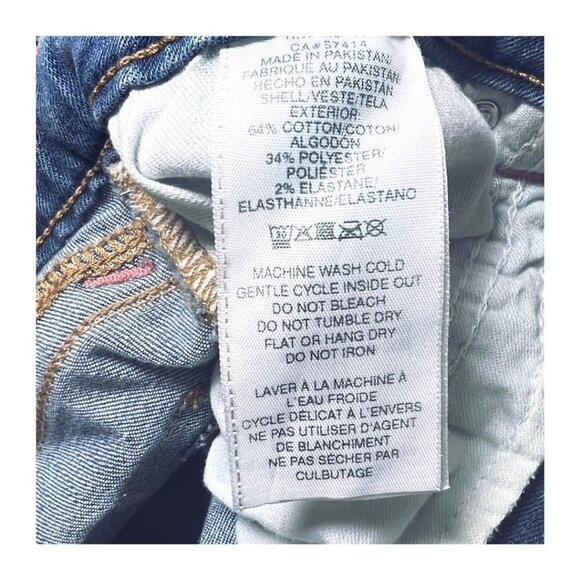 CA# 57414
MADE IN PAKISTAN
FABRIQUE AU PAKISTAN
HECHO EN PAKISTAN
SHELL/VESTE/TELA
EXTERIOR:
64% COTTON/COTON/
ALGODÓN
34% POLYESTER/
POLIÉSTER
2% ELASTANE/
ELASTHANNE/ELASTANO
MACHINE WASH COLD
GENTLE CYCLE INSIDE OUT
DO NOT BLEACH
DO NOT TUMBLE DRY
FLAT OR HANG DRY
DO NOT IRON
LAVER À LA MACHINE À
L'EAU FROIDE
CYCLE DÉLICAT À L'ENVERS
NE PAS UTILISER D'AGENT
DE BLANCHIMENT
NE PAS SÉCHER PAR
CULBUTAGE